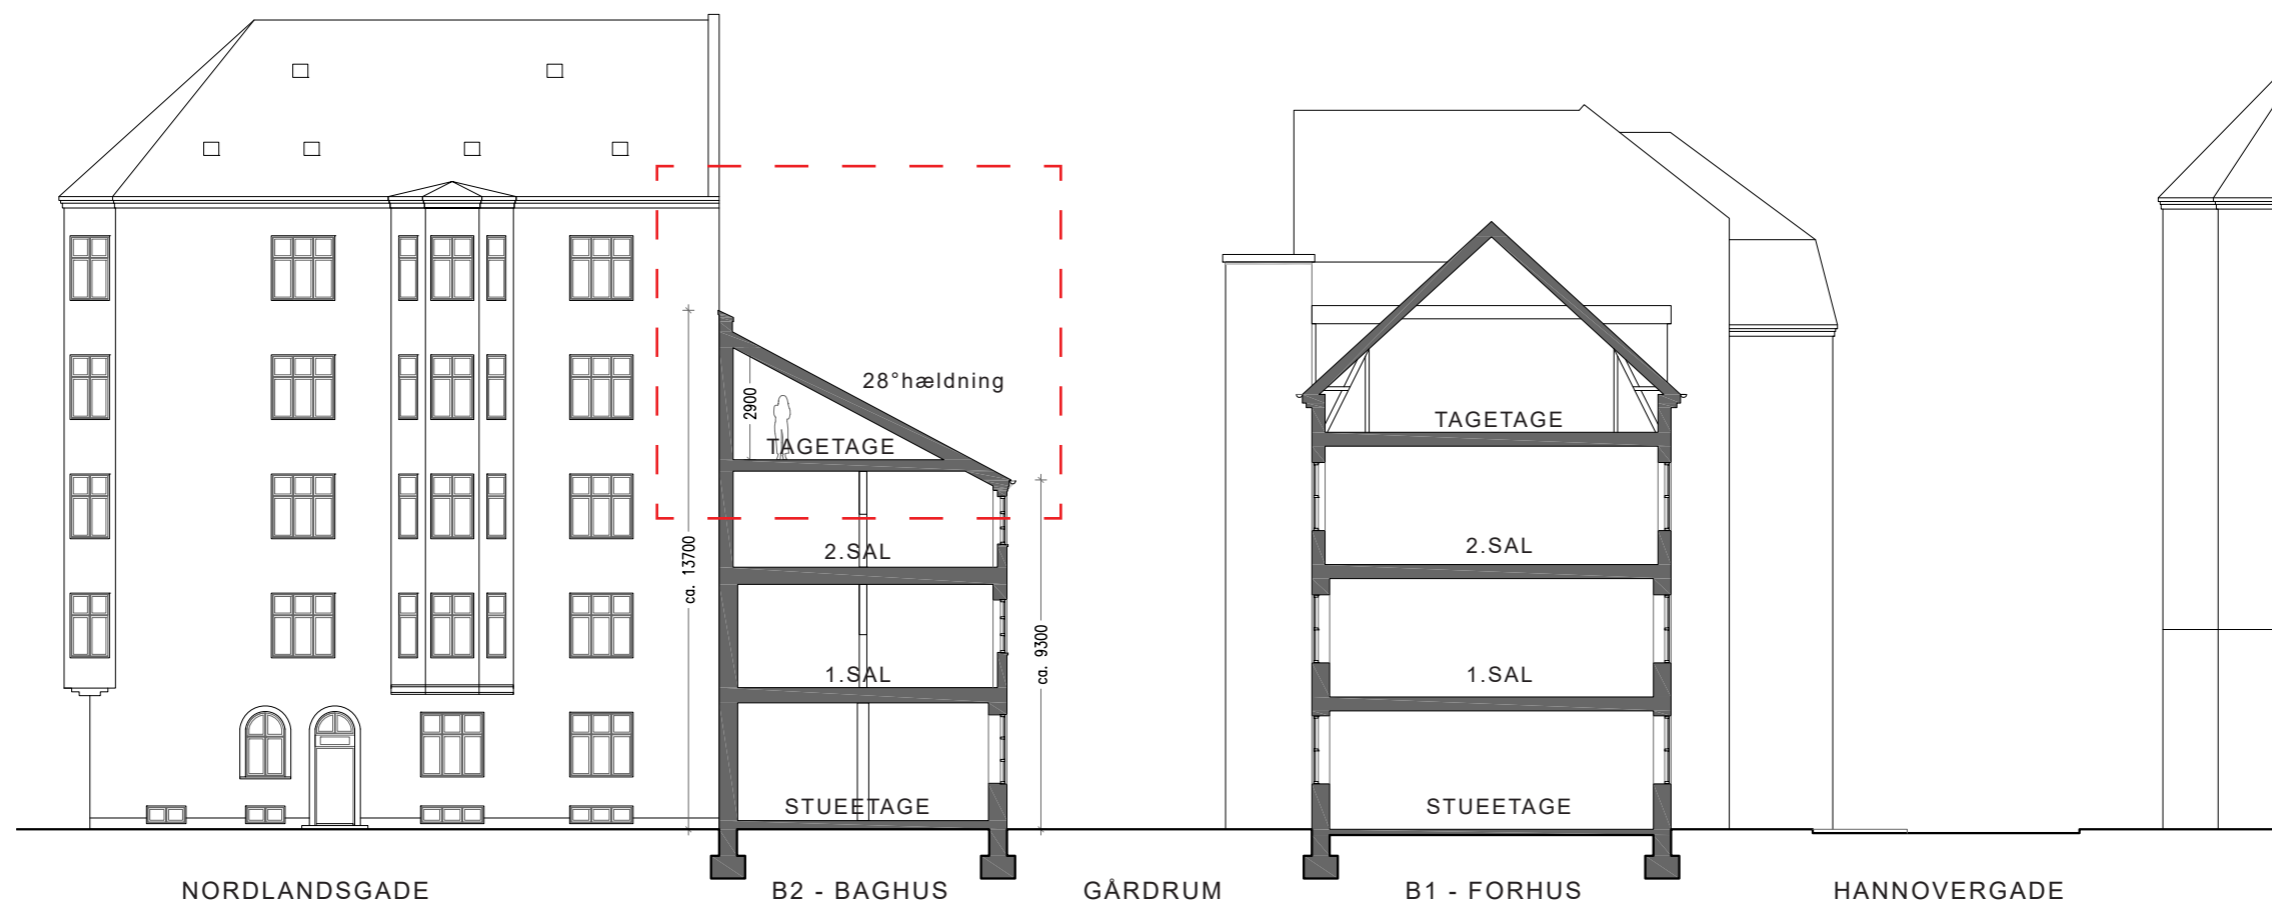 28°hældning
2900
TAGETAGE
TAGETAGE
ca. 13700
2.SAL
2.SAL
ca. 9300
1.SAL
1.SAL
STUEETAGE
STUEETAGE
NORDLANDSGADE
B2 - BAGHUS
GÅRDRUM
B1 - FORHUS
HANNOVERGADE